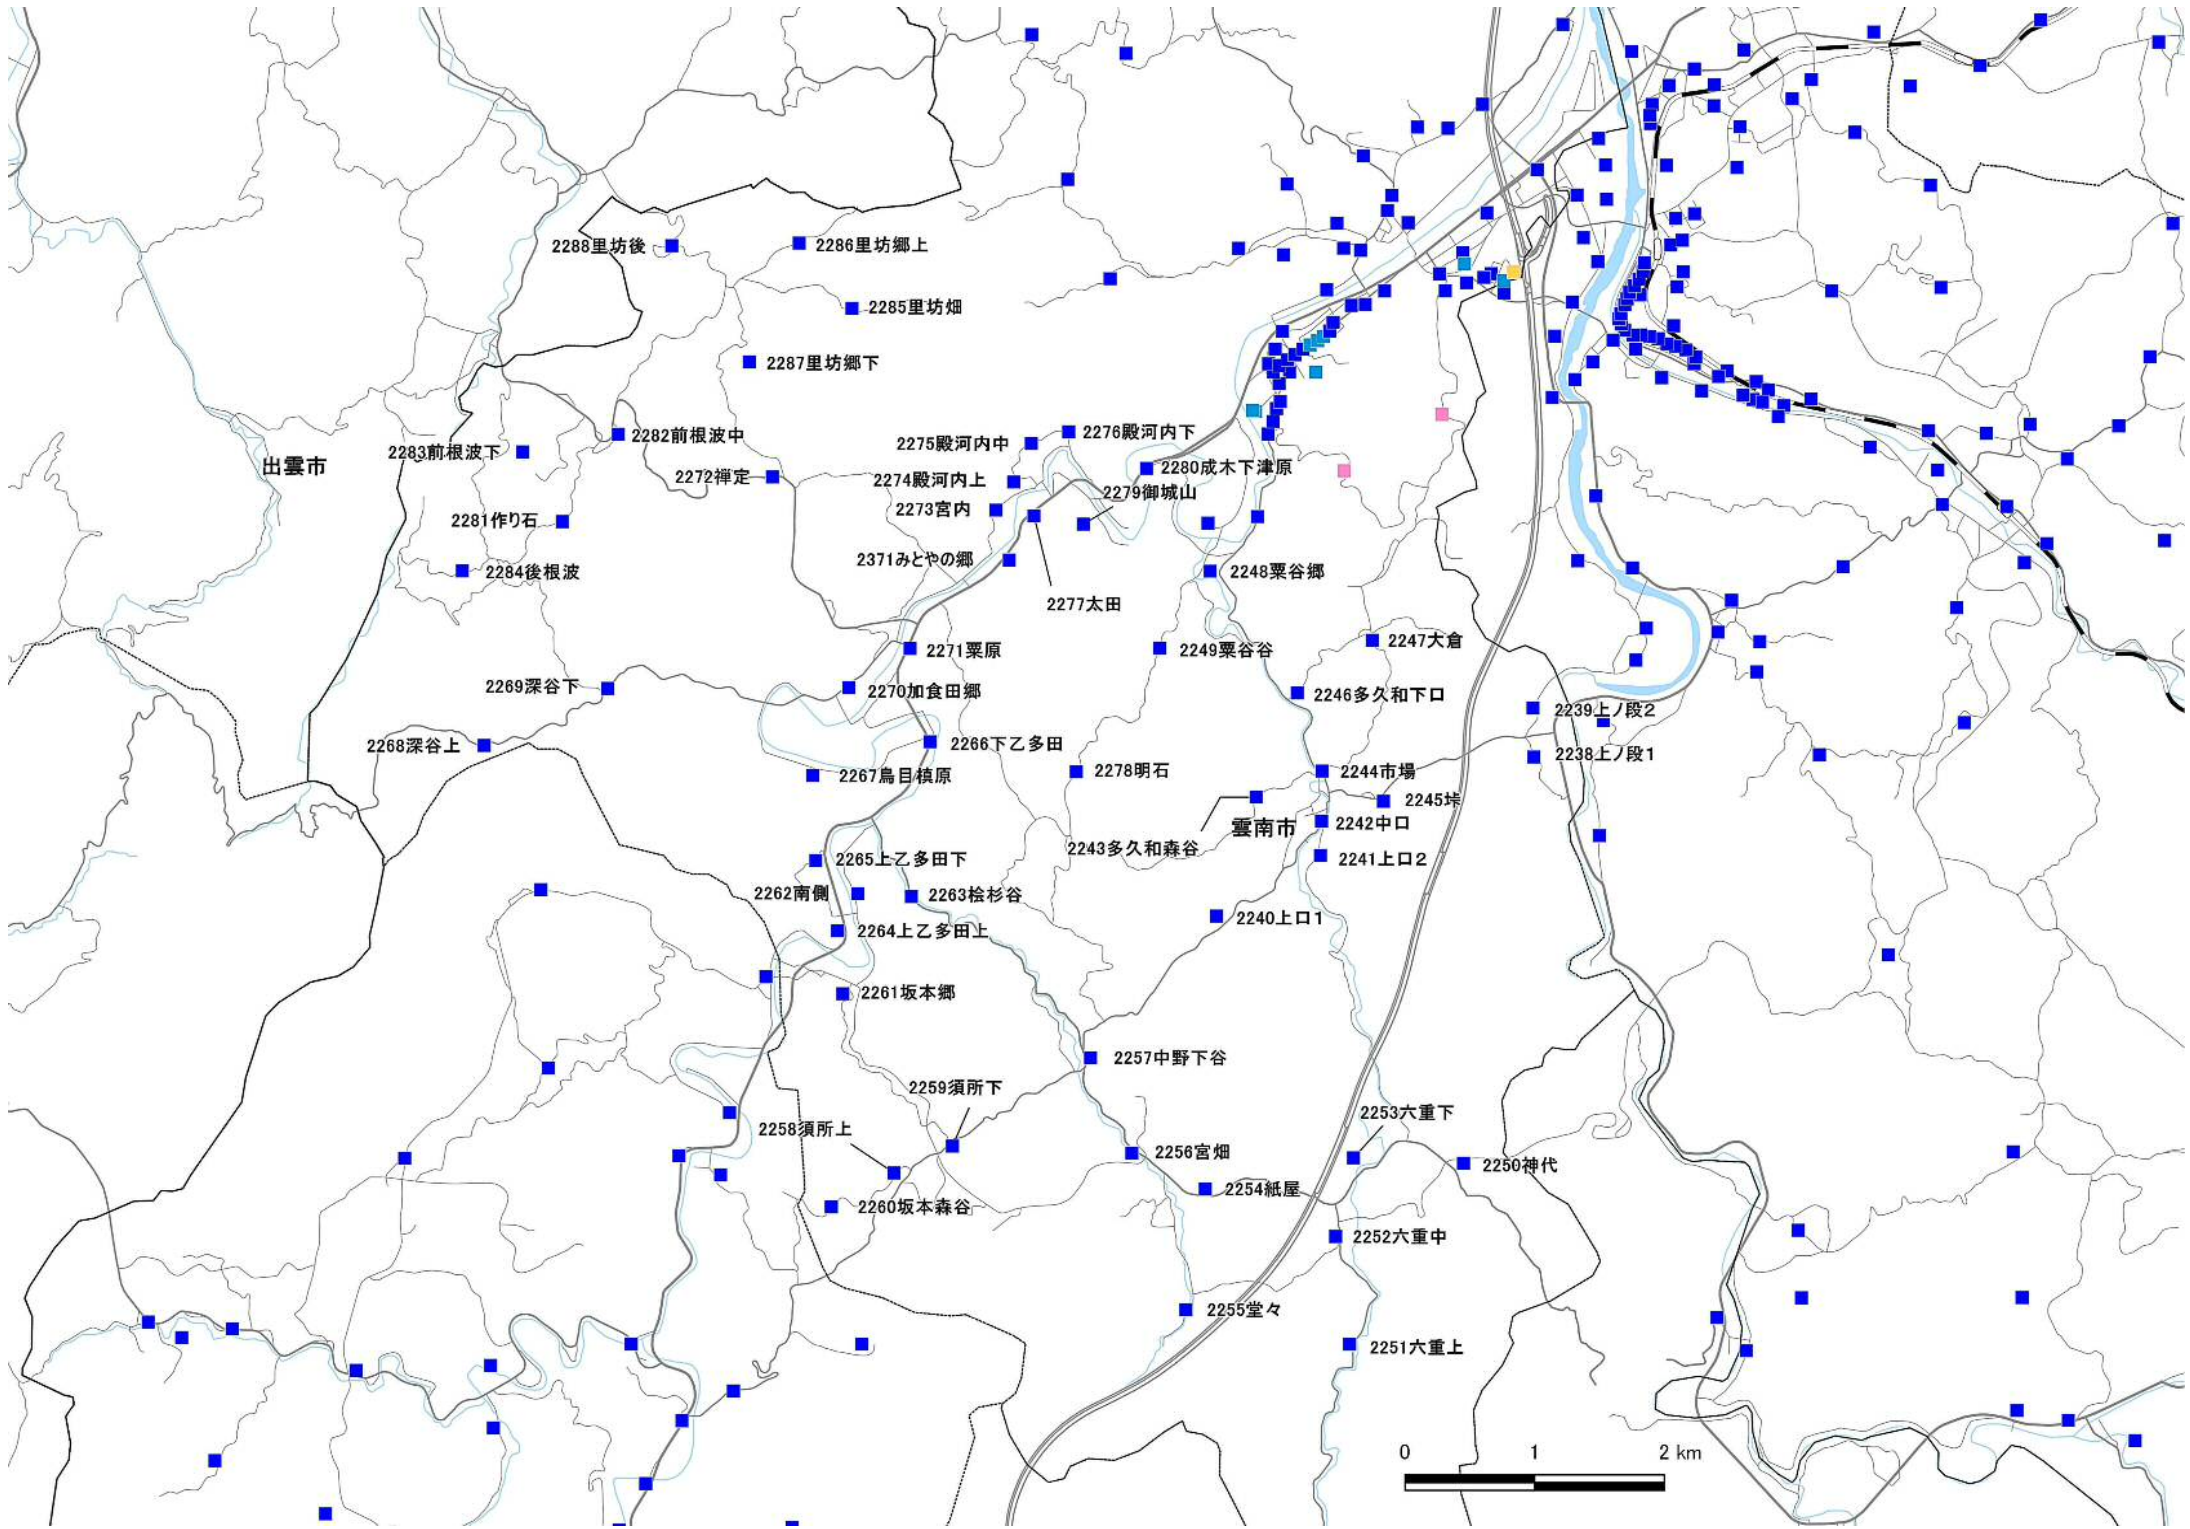 2288里坊後
2286里坊郷上
2285里坊畑
2287里坊郷下
2282前根波中
2276殿河内下
2275殿河内中
2283前根波下
出雲市
2280成木下津原
2272禅定
2274殿河内上
2279御城山
2273宮内
2281作り石
2371みとやの郷
2284後根波
2248粟谷郷
2277太田
2247大倉
2271粟原
2249粟谷谷
2269深谷下
2270加食田郷
2246多久和下口
2239上ノ段2
2268深谷上
2266下乙多田
2238上ノ段1
2267烏目槙原
2278明石
2244市場
2245垰
雲南市
2242中口
2243多久和森谷
2265上乙多田下
2241上口2
2262南側
2263桧杉谷
2240上口1
2264上乙多田上
2261坂本郷
2257中野下谷
2259須所下
2253六重下
2258須所上
2256宮畑
2250神代
2254紙屋
2260坂本森谷
2252六重中
2255堂々
2251六重上
0 1 2 km